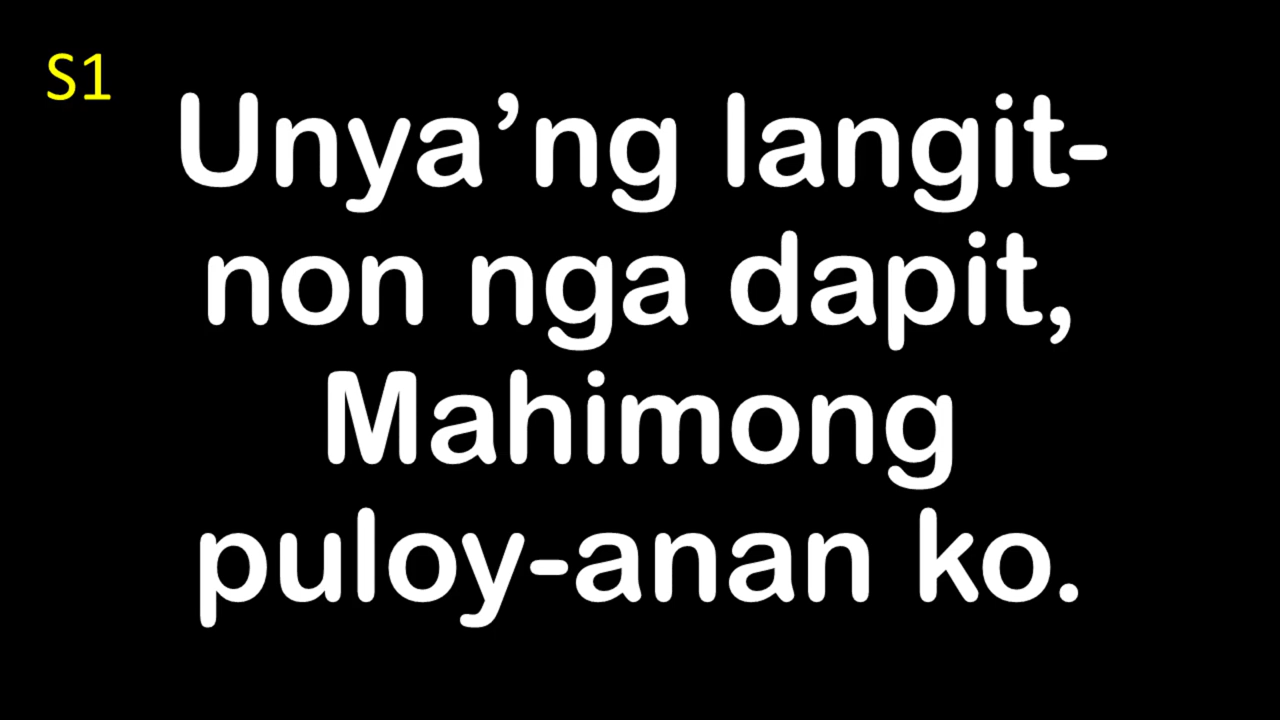 S1
Unya’ng langit-
non nga dapit,
Mahimong
puloy-anan ko.